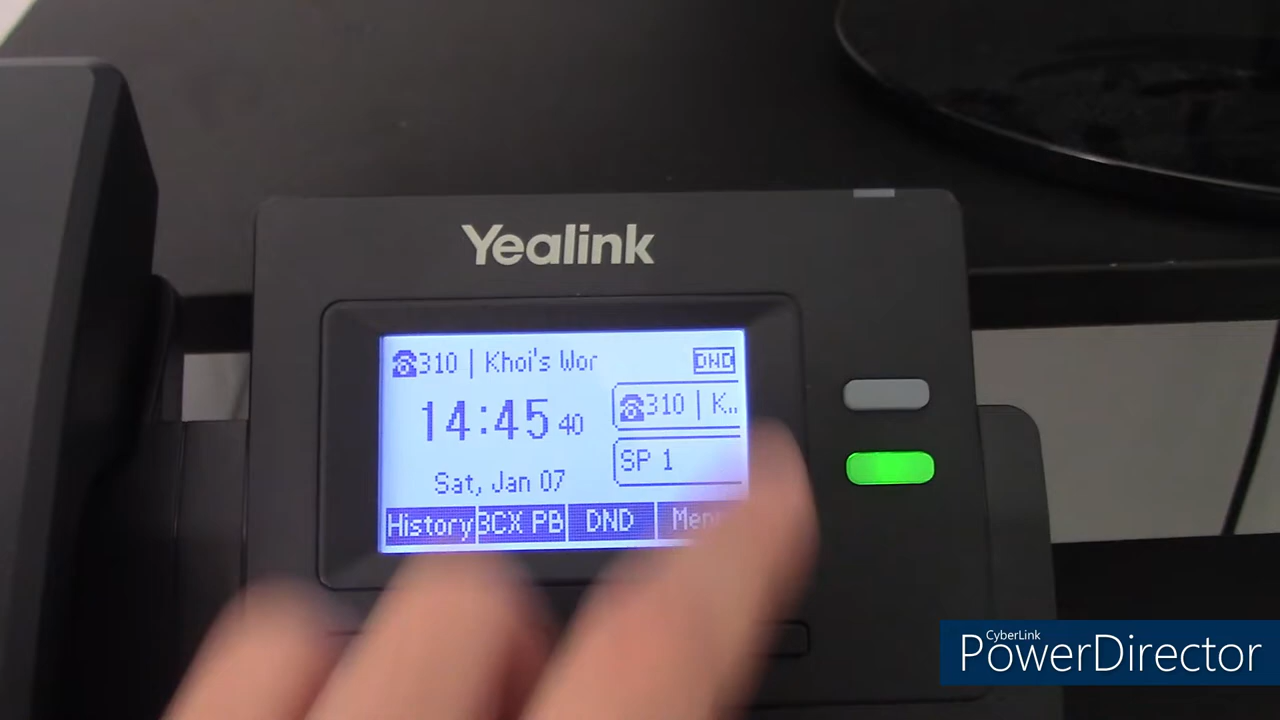 Yealink
310 | Khoi's Wor
DND
14:45 40
310 | K..
SP 1
Sat, Jan 07
History
3CX PB
DND
CyberLink
PowerDirector